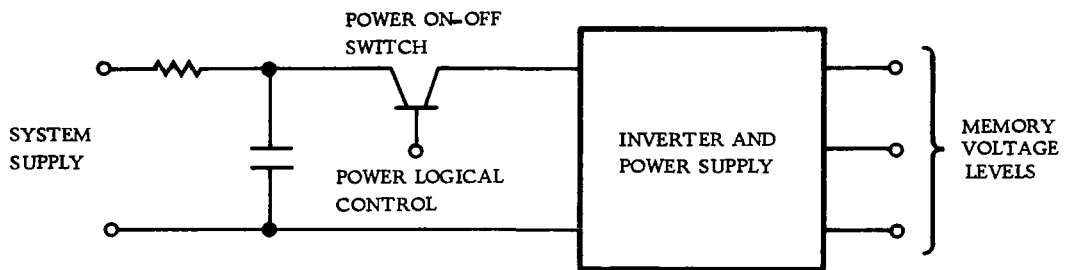 POWER ON-OFF
SWITCH
SYSTEM
SUPPLY
POWER LOGICAL
CONTROL
INVERTER AND
POWER SUPPLY
MEMORY
VOLTAGE
LEVELS